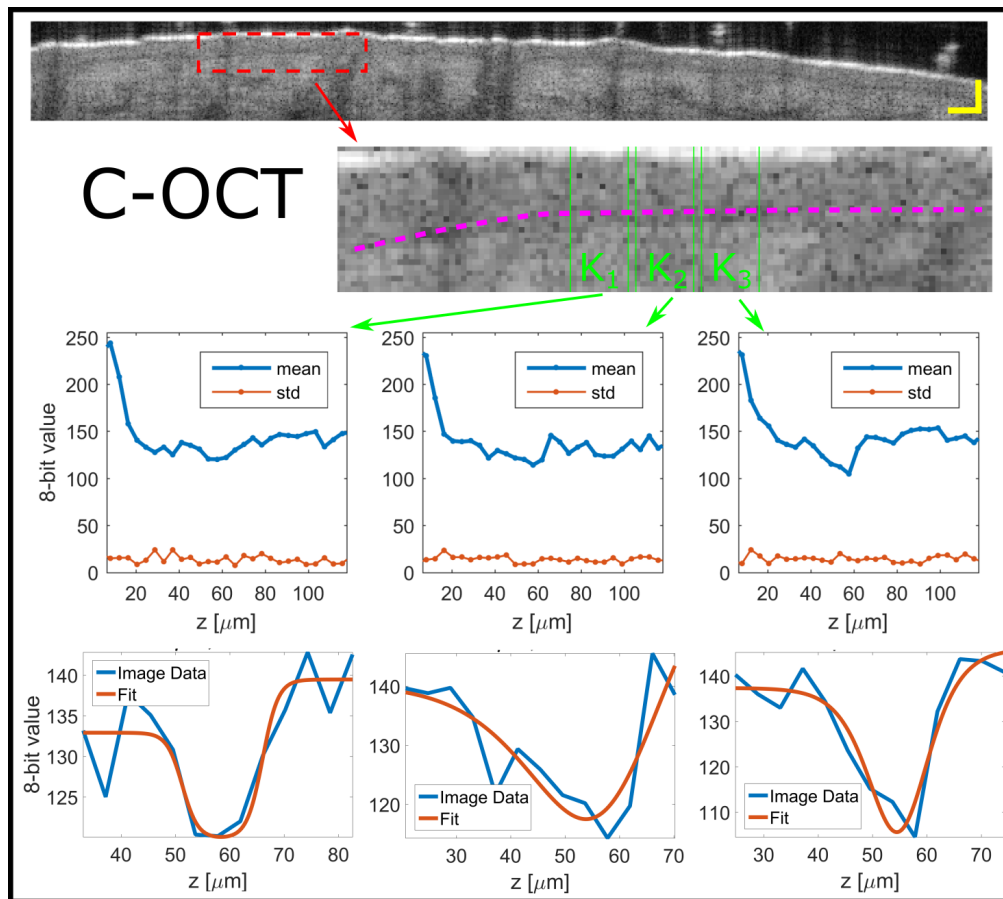 C-OCT
K1 K2 K3
250
200
150
100
50
0
8-bit value
20 40 60 80 100
z [μm]
mean
std
250
200
150
100
50
0
20 40 60 80 100
z [μm]
mean
std
250
200
150
100
50
0
20 40 60 80 100
z [μm]
mean
std
140
135
130
125
8-bit value
40 50 60 70 80
z [μm]
Image Data
Fit
140
130
120
20 30 40 50 60 70
z [μm]
Image Data
Fit
140
130
120
110
30 40 50 60 70
z [μm]
Image Data
Fit